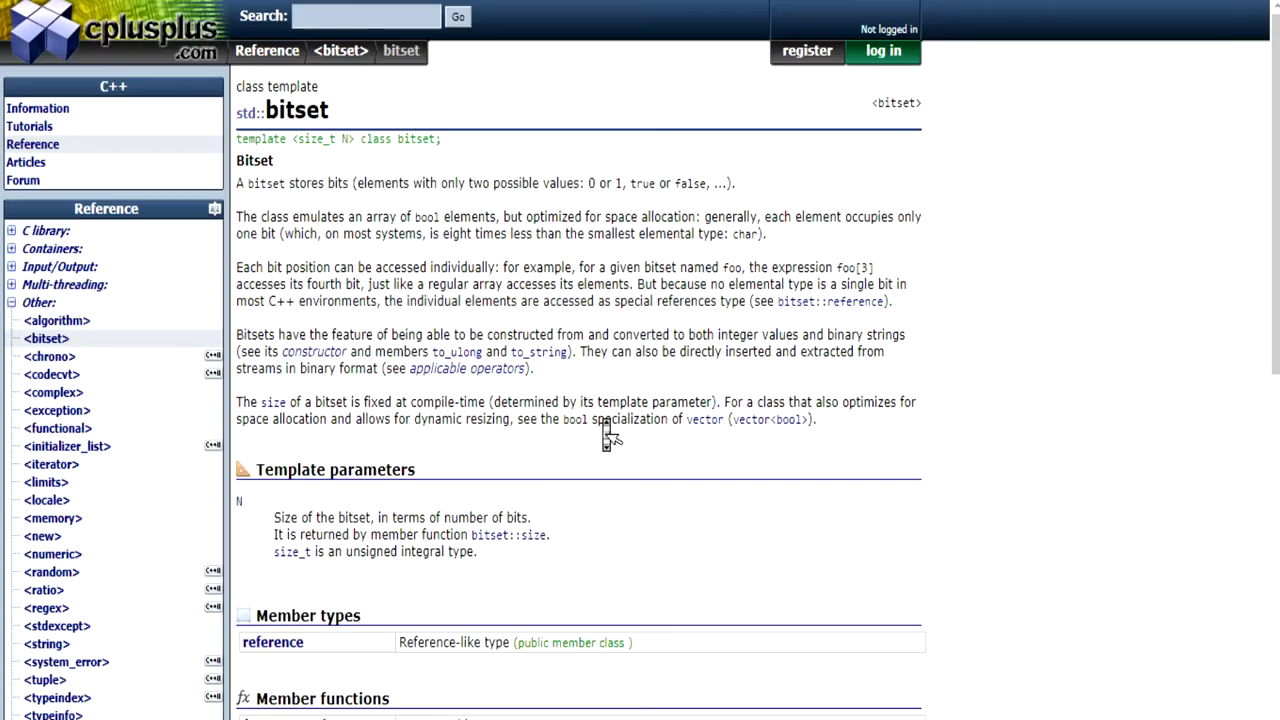 cplusplus
.com
Search:
Go
Not logged in
Reference
<bitset>
bitset
register
log in
C++
Information
Tutorials
Reference
Articles
Forum
Reference
C library:
Containers:
Input/Output:
Multi-threading:
Other:
<algorithm>
<bitset>
<chrono>
<codecvt>
<complex>
<exception>
<functional>
<initializer_list>
<iterator>
<limits>
<locale>
<memory>
<new>
<numeric>
<random>
<ratio>
<regex>
<stdexcept>
<string>
<system_error>
<tuple>
<typeindex>
<typeinfo>
class template
std::bitset
<bitset>
template <size_t N> class bitset;
Bitset
A bitset stores bits (elements with only two possible values: 0 or 1, true or false, ...).
The class emulates an array of bool elements, but optimized for space allocation: generally, each element occupies only
one bit (which, on most systems, is eight times less than the smallest elemental type: char).
Each bit position can be accessed individually: for example, for a given bitset named foo, the expression foo[3]
accesses its fourth bit, just like a regular array accesses its elements. But because no elemental type is a single bit in
most C++ environments, the individual elements are accessed as special references type (see bitset::reference).
Bitsets have the feature of being able to be constructed from and converted to both integer values and binary strings
(see its constructor and members to_ulong and to_string). They can also be directly inserted and extracted from
streams in binary format (see applicable operators).
The size of a bitset is fixed at compile-time (determined by its template parameter). For a class that also optimizes for
space allocation and allows for dynamic resizing, see the bool specialization of vector (vector<bool>).
Template parameters
N
Size of the bitset, in terms of number of bits.
It is returned by member function bitset::size.
size_t is an unsigned integral type.
Member types
reference
Reference-like type (public member class )
fx Member functions